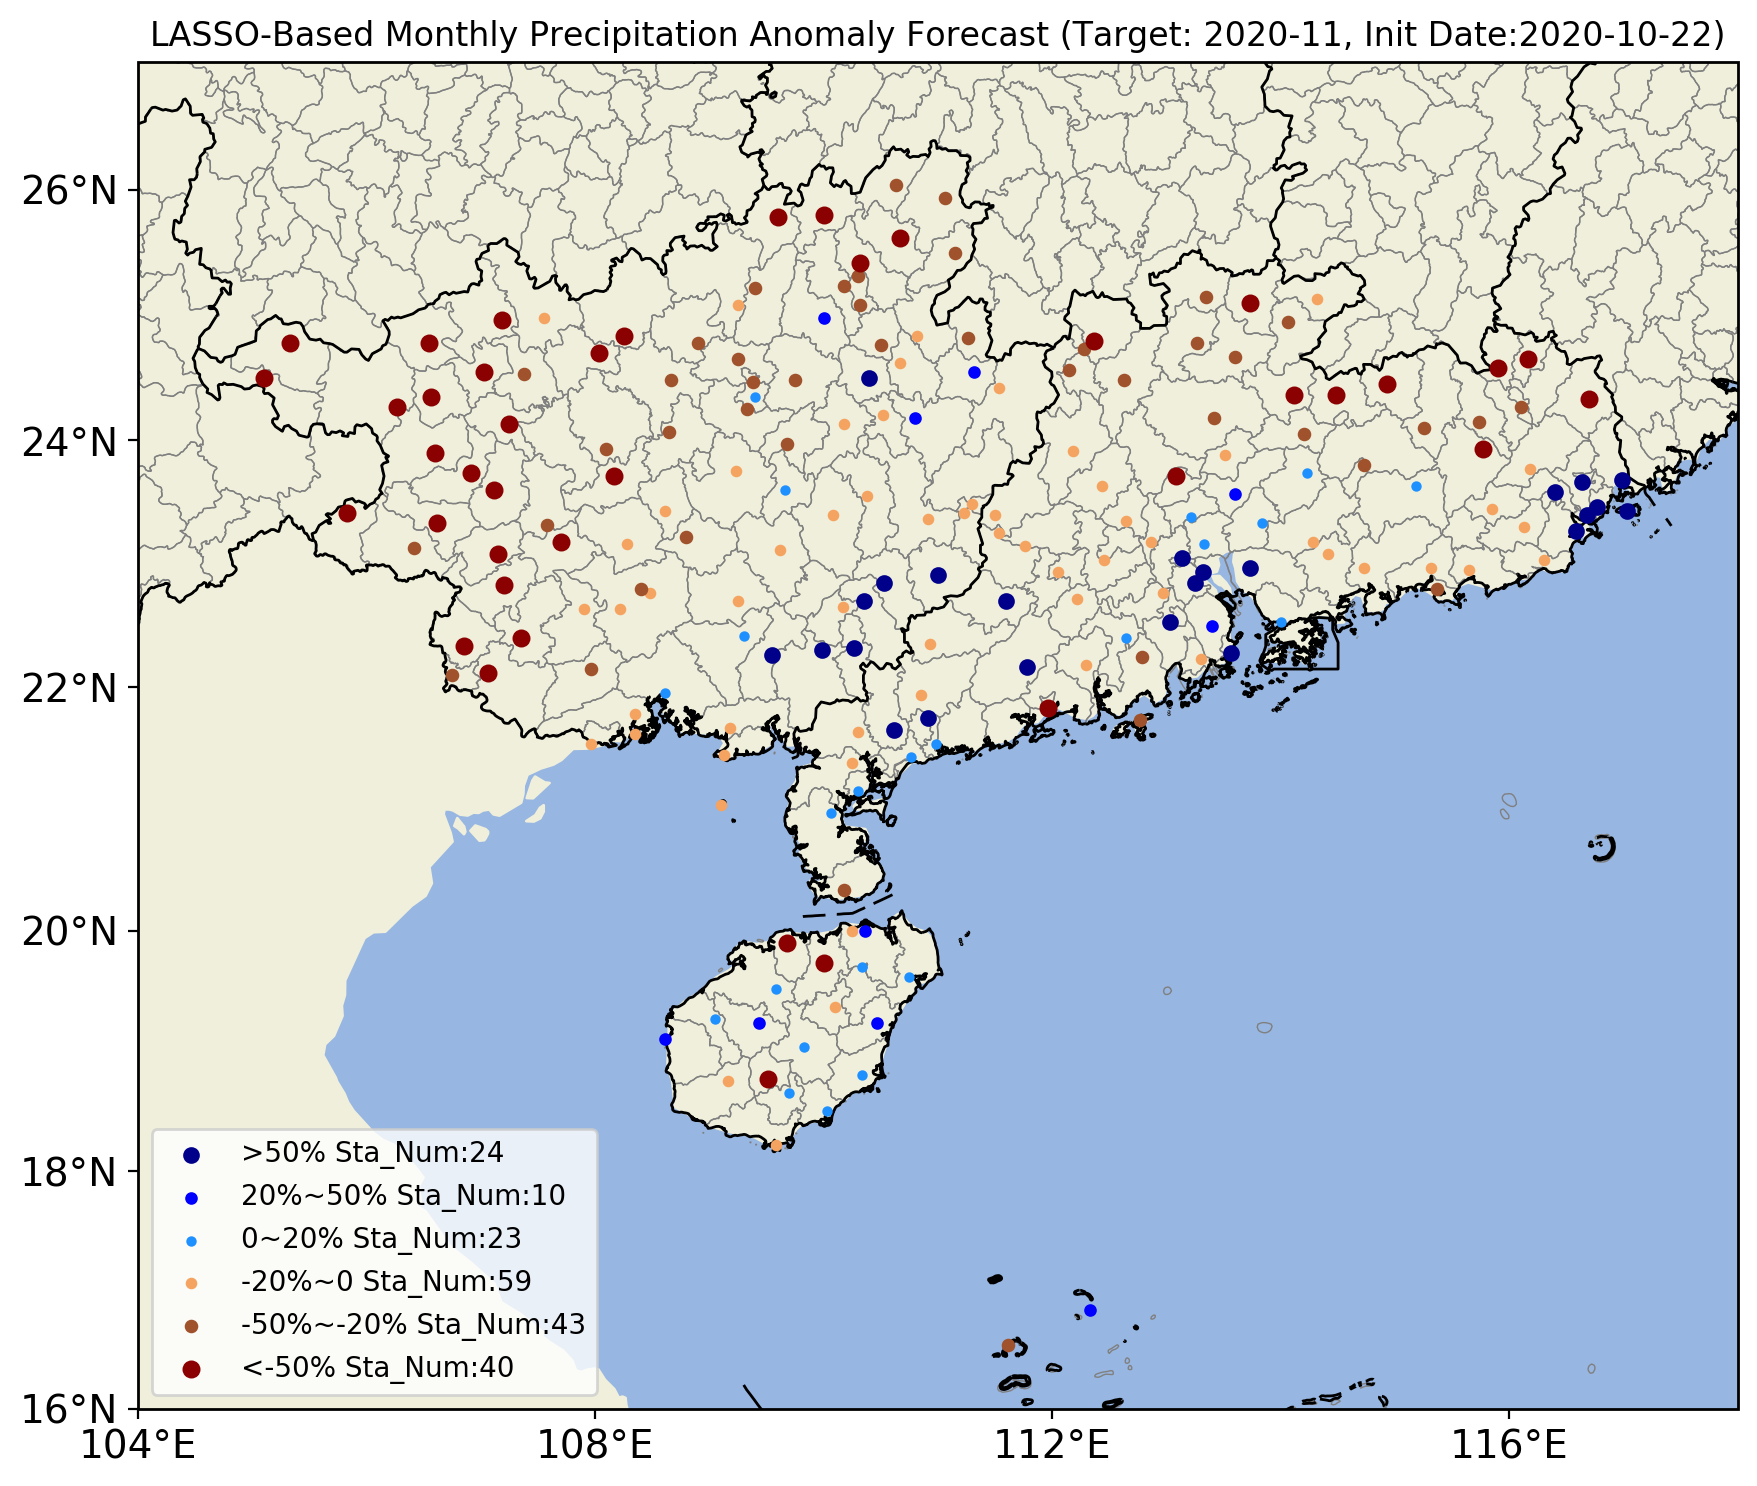 LASSO-Based Monthly Precipitation Anomaly Forecast (Target: 2020-11, Init Date:2020-10-22)
26°N
24°N
22°N
20°N
18°N
16°N
>50% Sta_Num:24
20%~50% Sta_Num:10
0~20% Sta_Num:23
-20%~0 Sta_Num:59
-50%~-20% Sta_Num:43
<-50% Sta_Num:40
104°E
108°E
112°E
116°E